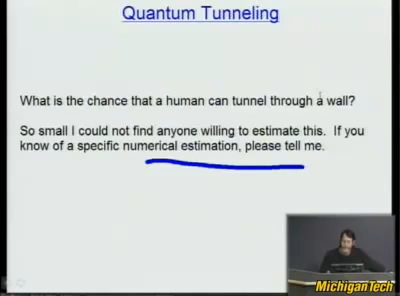 Quantum Tunneling
What is the chance that a human can tunnel through a wall?
So small I could not find anyone willing to estimate this. If you
know of a specific numerical estimation, please tell me.
MichiganTech